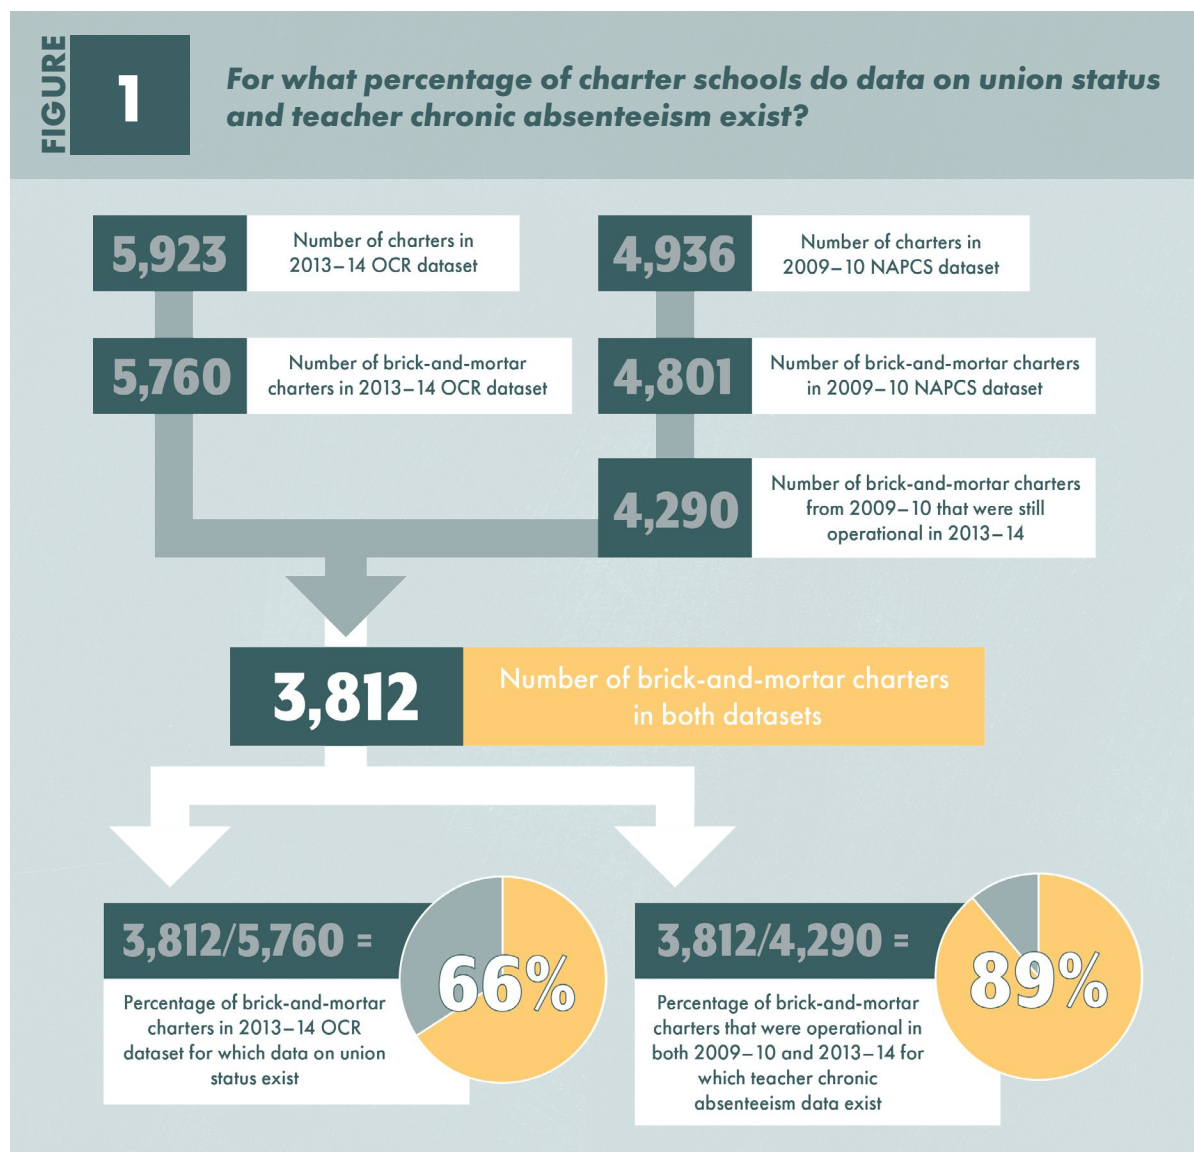 FIGURE
1
For what percentage of charter schools do data on union status
and teacher chronic absenteeism exist?
5,923
Number of charters in
2013–14 OCR dataset
4,936
Number of charters in
2009–10 NAPCS dataset
5,760
Number of brick-and-mortar
charters in 2013–14 OCR dataset
4,801
Number of brick-and-mortar charters
in 2009–10 NAPCS dataset
4,290
Number of brick-and-mortar charters
from 2009–10 that were still
operational in 2013–14
3,812
Number of brick-and-mortar charters
in both datasets
3,812/5,760 =
66%
Percentage of brick-and-mortar
charters in 2013–14 OCR
dataset for which data on union
status exist
3,812/4,290 =
89%
Percentage of brick-and-mortar
charters that were operational in
both 2009–10 and 2013–14 for
which teacher chronic
absenteeism data exist